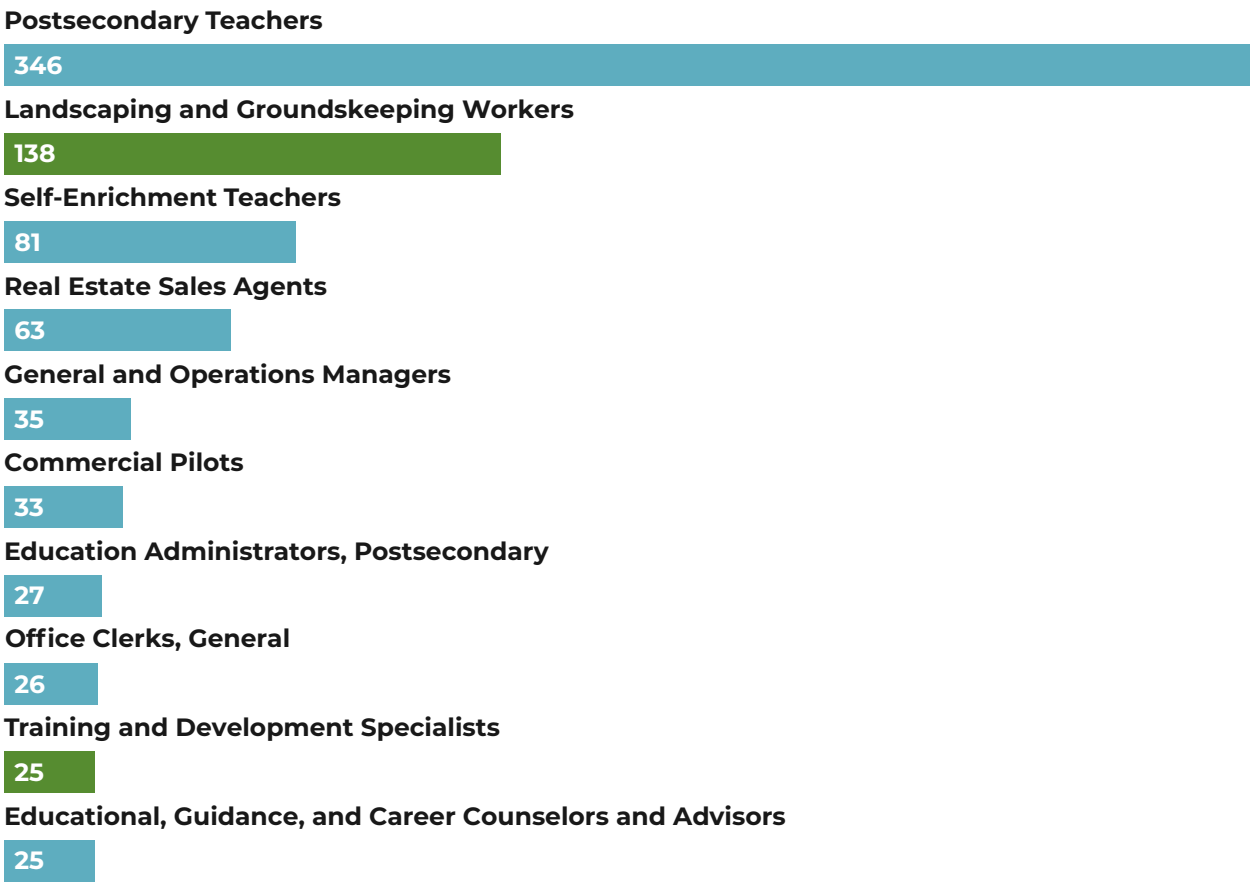 Postsecondary Teachers
346
Landscaping and Groundskeeping Workers
138
Self-Enrichment Teachers
81
Real Estate Sales Agents
63
General and Operations Managers
35
Commercial Pilots
33
Education Administrators, Postsecondary
27
Office Clerks, General
26
Training and Development Specialists
25
Educational, Guidance, and Career Counselors and Advisors
25